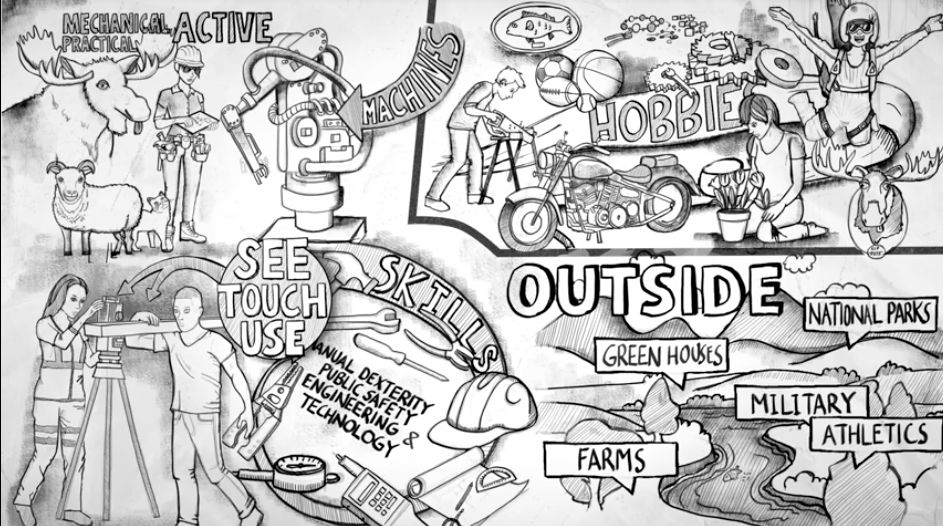 MECHANICAL
PRACTICAL
ACTIVE
MACHINES
HOBBIE
SEE
TOUCH
USE
SKILLS
ANUAL DEXTERITY
PUBLIC SAFETY
ENGINEERING &
TECHNOLOGY
OUTSIDE
NATIONAL PARKS
GREEN HOUSES
MILITARY
ATHLETICS
FARMS